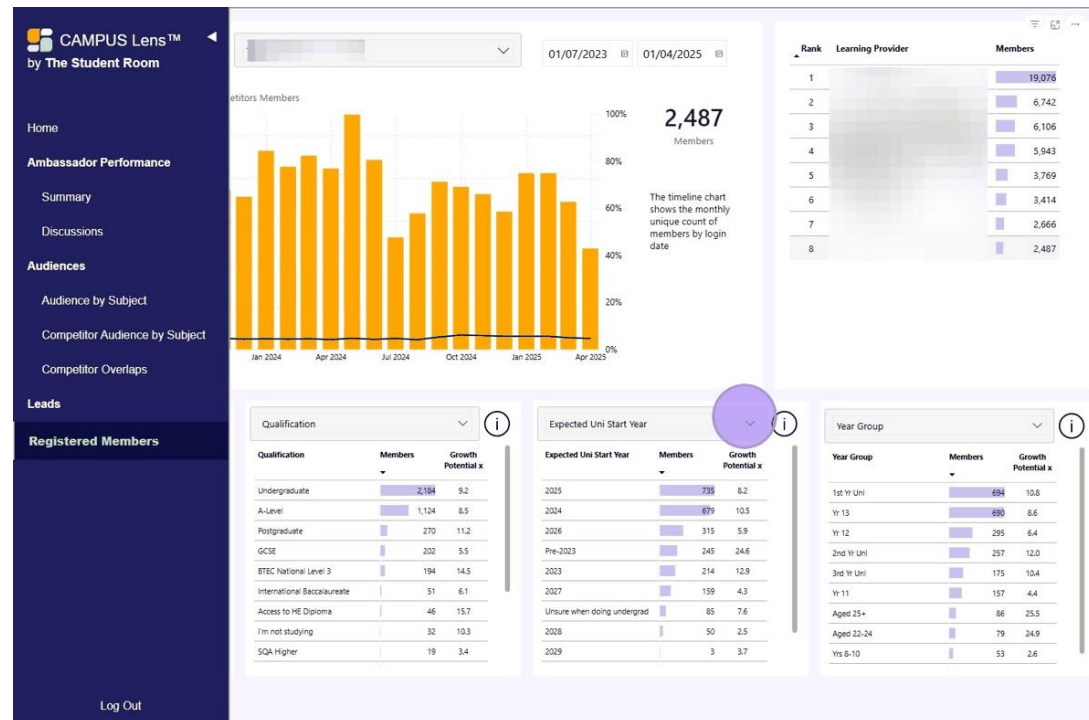 CAMPUS Lens™
by The Student Room
Home
Ambassador Performance
Summary
Discussions
Audiences
Audience by Subject
Competitor Audience by Subject
Competitor Overlaps
Leads
Registered Members
Log Out
01/07/2023 01/04/2025
etitors Members
100%
80%
60%
40%
20%
0%
Jan 2024 Apr 2024 Jul 2024 Oct 2024 Jan 2025 Apr 2025
2,487
Members
The timeline chart
shows the monthly
unique count of
members by login
date
Rank Learning Provider Members
1 19,076
2 6,742
3 6,106
4 5,943
5 3,769
6 3,414
7 2,666
8 2,487
Qualification
Qualification Members Growth
Potential x
Undergraduate 2,184 9.2
A-Level 1,124 8.5
Postgraduate 270 11.2
GCSE 202 5.5
BTEC National Level 3 194 14.5
International Baccalaureate 51 6.1
Access to HE Diploma 46 15.7
I'm not studying 32 10.3
SQA Higher 19 3.4
Expected Uni Start Year
Expected Uni Start Year Members Growth
Potential x
2025 735 8.2
2024 679 10.5
2026 315 5.9
Pre-2023 245 24.6
2023 214 12.9
2027 159 4.3
Unsure when doing undergrad 85 7.6
2028 50 2.5
2029 3 3.7
Year Group
Year Group Members Growth
Potential x
1st Yr Uni 694 10.8
Yr 13 690 8.6
Yr 12 295 6.4
2nd Yr Uni 257 12.0
3rd Yr Uni 175 10.4
Yr 11 157 4.4
Aged 25+ 86 25.5
Aged 22-24 79 24.9
Yrs 8-10 53 2.6